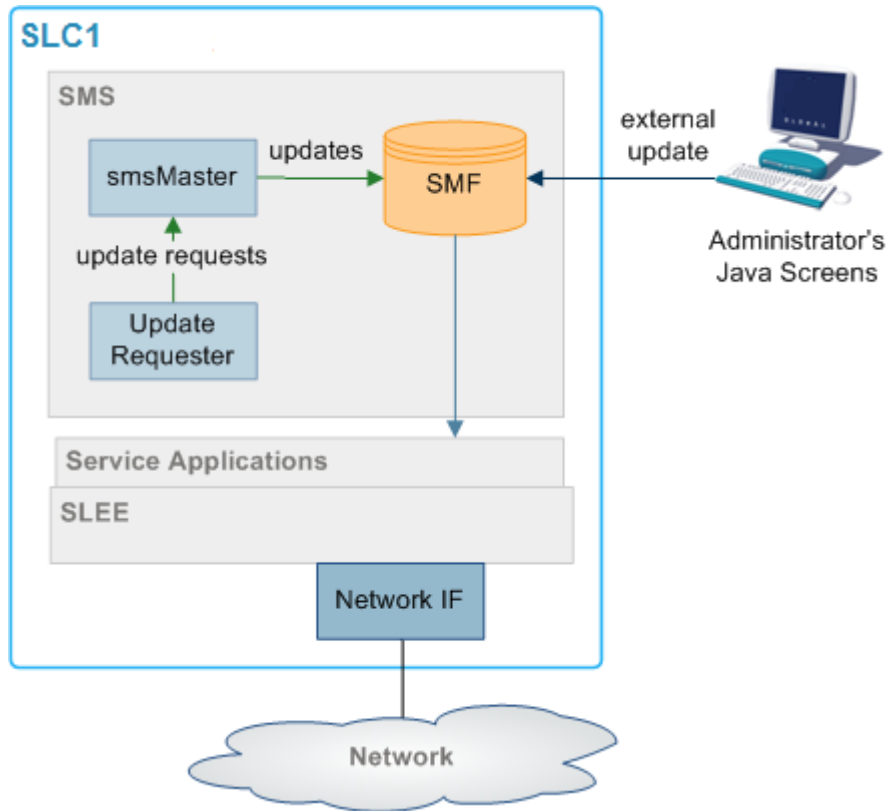 SLC1
SMS
smsMaster
updates
SMF
external
update
GLOBAL
Administrator's
Java Screens
update requests
Update
Requester
Service Applications
SLEE
Network IF
Network